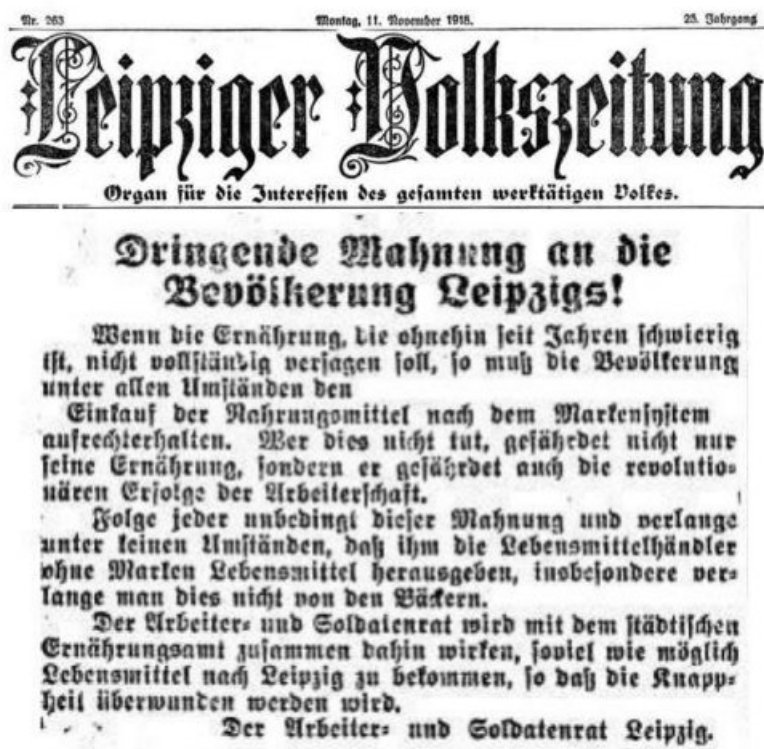 Nr. 263 Montag, 11. November 1918. 25. Jahrgang
Leipziger Volkszeitung
Organ für die Interessen des gesamten werktätigen Volkes.
Dringende Mahnung an die
Bevölkerung Leipzigs!
Wenn die Ernährung, die ohnehin seit Jahren schwierig
ist, nicht vollständig versagen soll, so muß die Bevölkerung
unter allen Umständen den
Einkauf der Nahrungsmittel nach dem Markensystem
aufrechterhalten. Wer dies nicht tut, gefährdet nicht nur
seine Ernährung, sondern er gefährdet auch die revolutio-
nären Erfolge der Arbeiterschaft.
Folge jeder unbedingt dieser Mahnung und verlange
unter keinen Umständen, daß ihm die Lebensmittelhändler
ohne Marken Lebensmittel herausgeben, insbesondere ver-
lange man dies nicht von den Bäckern.
Der Arbeiter- und Soldatenrat wird mit dem städtischen
Ernährungsamt zusammen dahin wirken, soviel wie möglich
Lebensmittel nach Leipzig zu bekommen, so daß die Knapp-
heit überwunden werden wird.
Der Arbeiter- und Soldatenrat Leipzig.